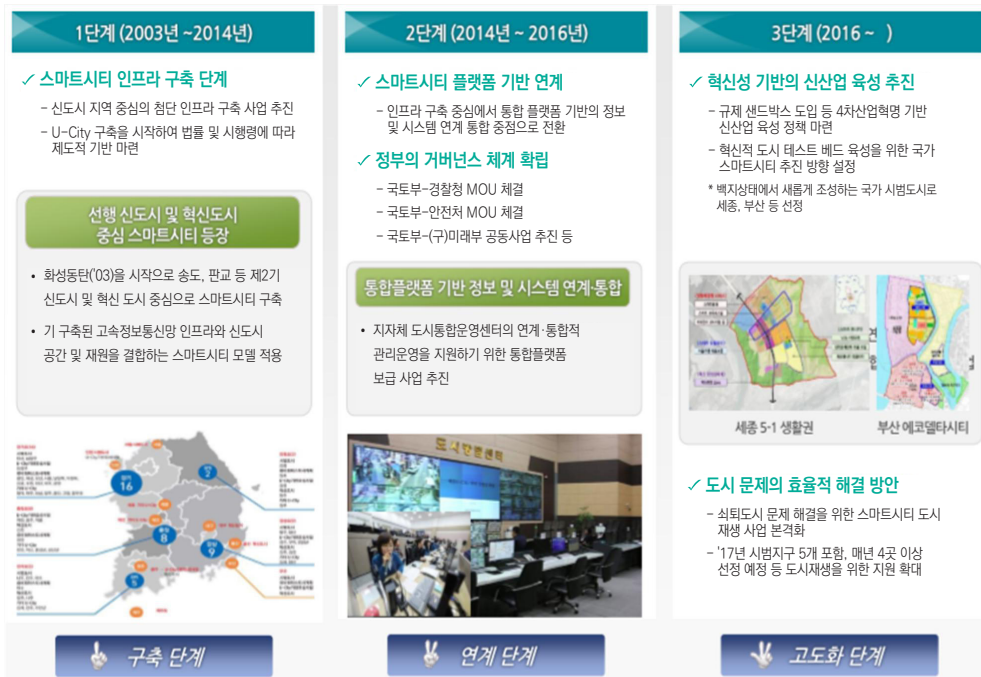 1단계 (2003년 ~2014년)
✓ 스마트시티 인프라 구축 단계
- 신도시 지역 중심의 첨단 인프라 구축 사업 추진
- U-City 구축을 시작하여 법률 및 시행령에 따라
제도적 기반 마련
선행 신도시 및 혁신도시
중심 스마트시티 등장
• 화성동탄('03)을 시작으로 송도, 판교 등 제2기
신도시 및 혁신 도시 중심으로 스마트시티 구축
• 기 구축된 고속정보통신망 인프라와 신도시
공간 및 재원을 결합하는 스마트시티 모델 적용
16
2
8
9
구축 단계
2단계 (2014년 ~ 2016년)
✓ 스마트시티 플랫폼 기반 연계
- 인프라 구축 중심에서 통합 플랫폼 기반의 정보
및 시스템 연계 통합 중점으로 전환
✓ 정부의 거버넌스 체계 확립
- 국토부-경찰청 MOU 체결
- 국토부-안전처 MOU 체결
- 국토부-(구)미래부 공동사업 추진 등
통합플랫폼 기반 정보 및 시스템 연계·통합
• 지자체 도시통합운영센터의 연계·통합적
관리운영을 지원하기 위한 통합플랫폼
보급 사업 추진
연계 단계
3단계 (2016 ~ )
✓ 혁신성 기반의 신산업 육성 추진
- 규제 샌드박스 도입 등 4차산업혁명 기반
신산업 육성 정책 마련
- 혁신적 도시 테스트 베드 육성을 위한 국가
스마트시티 추진 방향 설정
* 백지상태에서 새롭게 조성하는 국가 시범도시로
세종, 부산 등 선정
세종 5-1 생활권
부산 에코델타시티
✓ 도시 문제의 효율적 해결 방안
- 쇠퇴도시 문제 해결을 위한 스마트시티 도시
재생 사업 본격화
- '17년 시범지구 5개 포함, 매년 4곳 이상
선정 예정 등 도시재생을 위한 지원 확대
고도화 단계